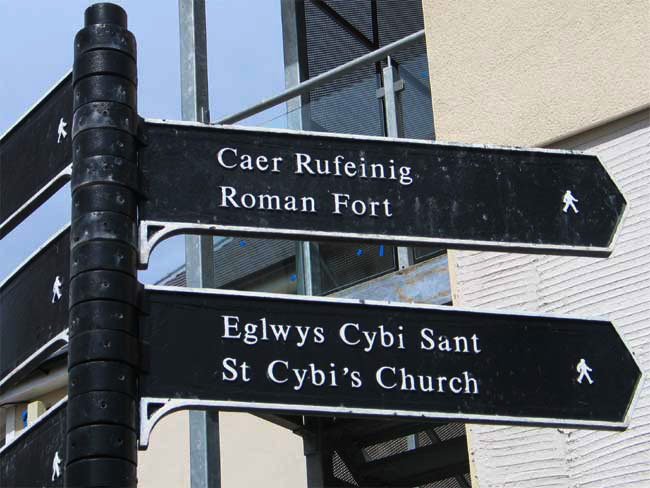 Caer Rufeinig
Roman Fort
Eglwys Cybi Sant
St Cybi's Church